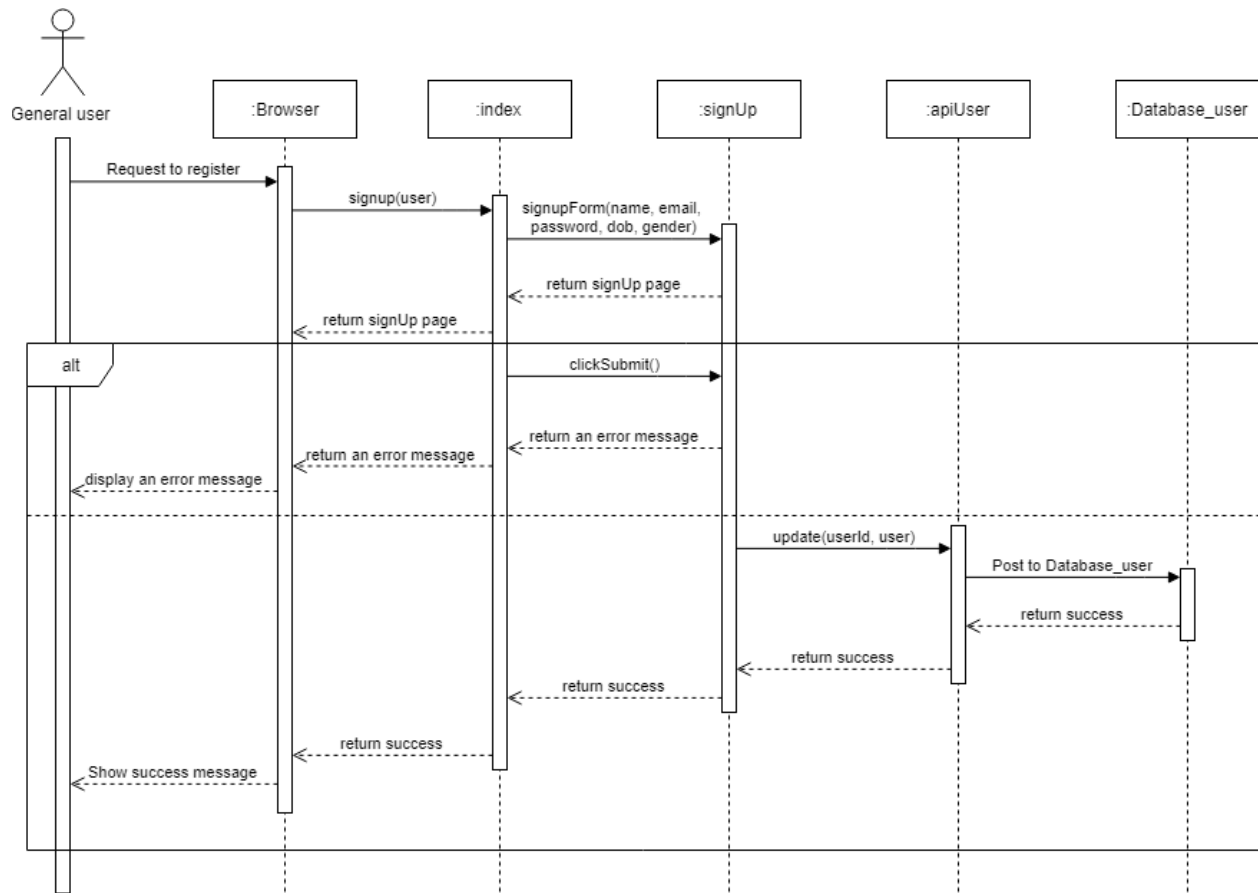 General user
:Browser
:index
:signUp
:apiUser
:Database_user
Request to register
signup(user)
signupForm(name, email,
password, dob, gender)
return signUp page
return signUp page
alt
clickSubmit()
return an error message
return an error message
display an error message
update(userId, user)
Post to Database_user
return success
return success
return success
return success
Show success message